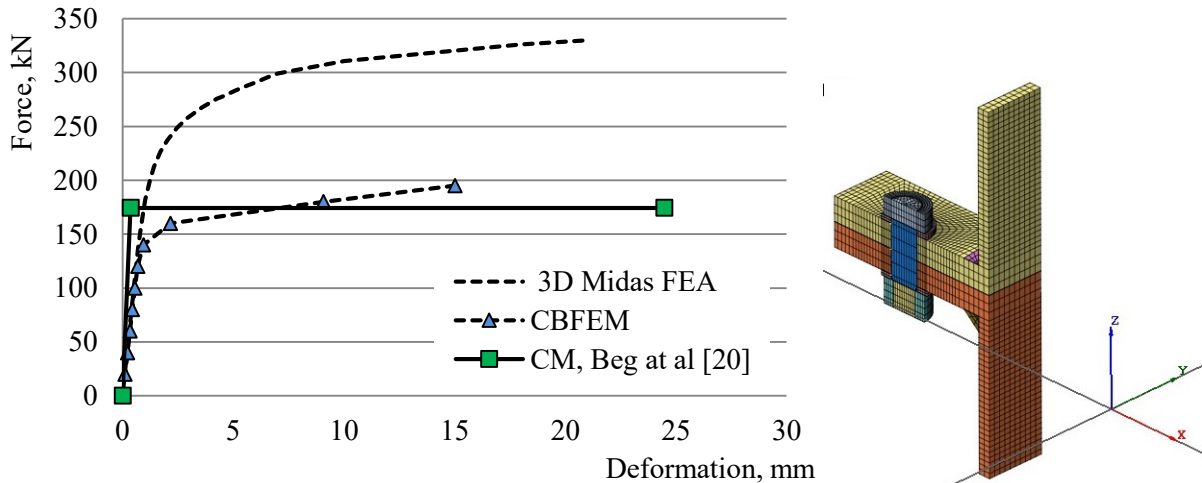 350
300
250
200
150
100
50
0
Force, kN
0 5 10 15 20 25 30
Deformation, mm
3D Midas FEA
CBFEM
CM, Beg at al [20]
Z
Y
X